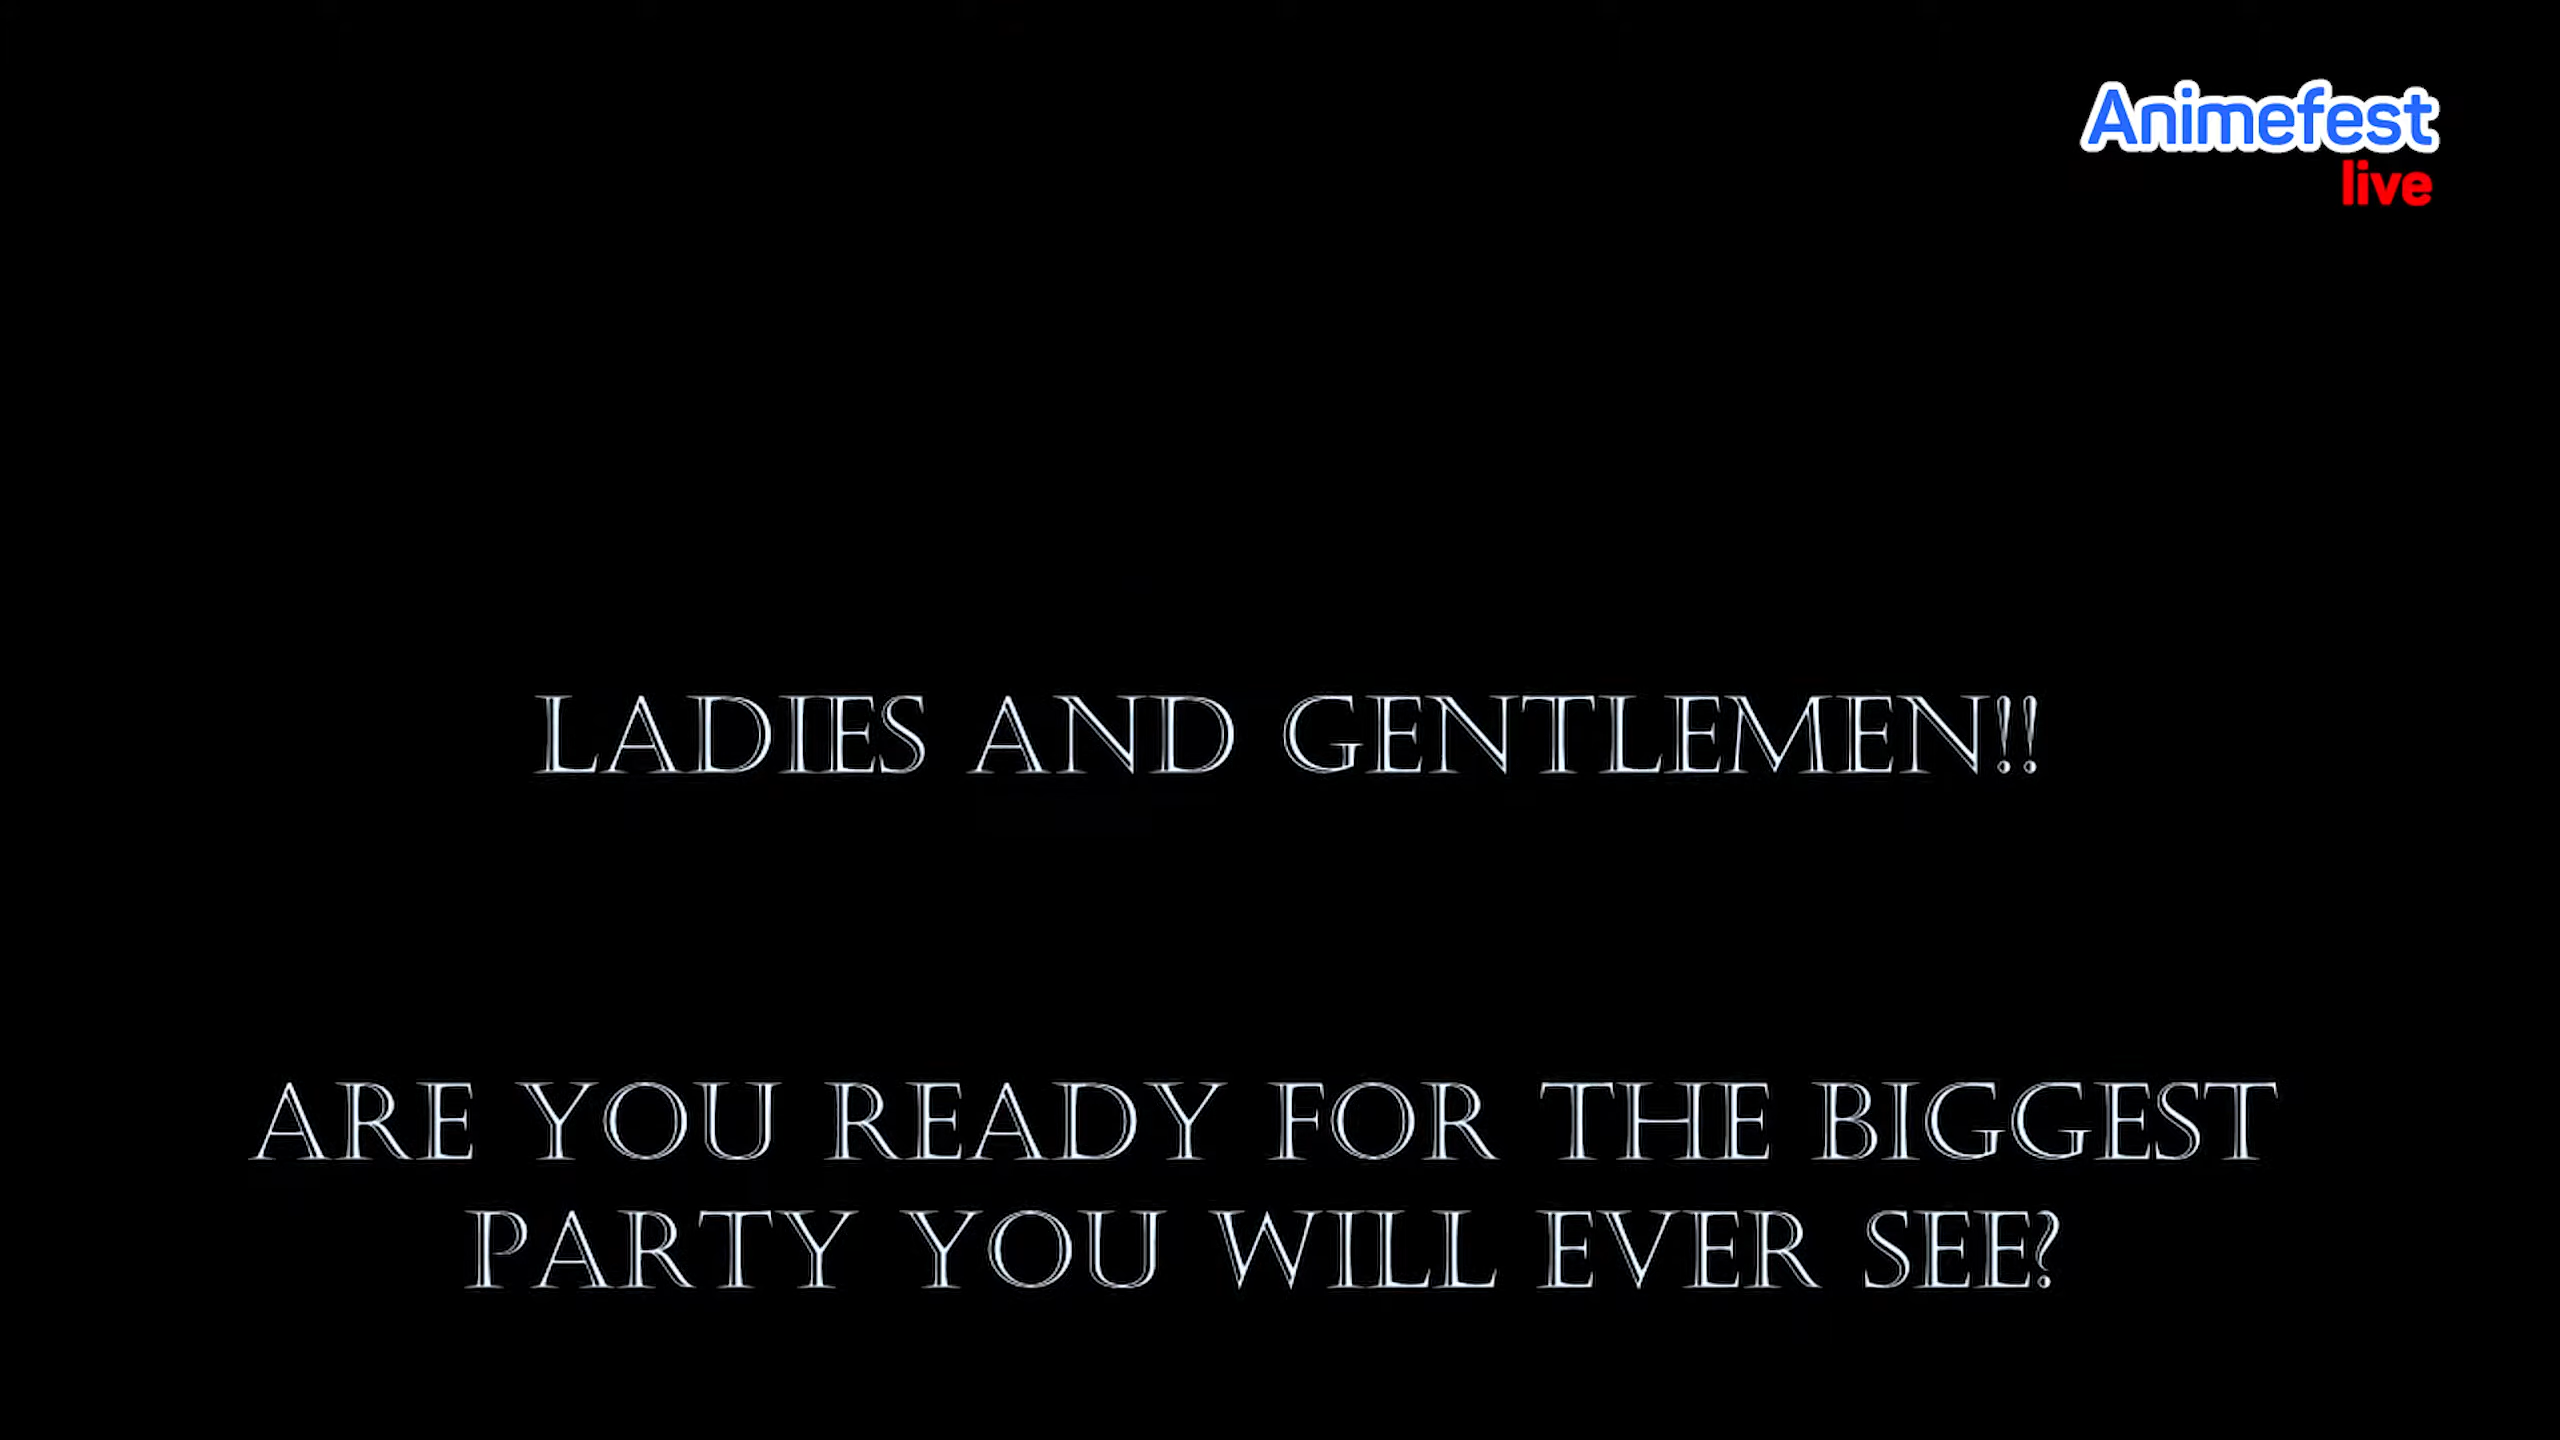 Animefest
live
LADIES AND GENTLEMEN!!
ARE YOU READY FOR THE BIGGEST
PARTY YOU WILL EVER SEE?